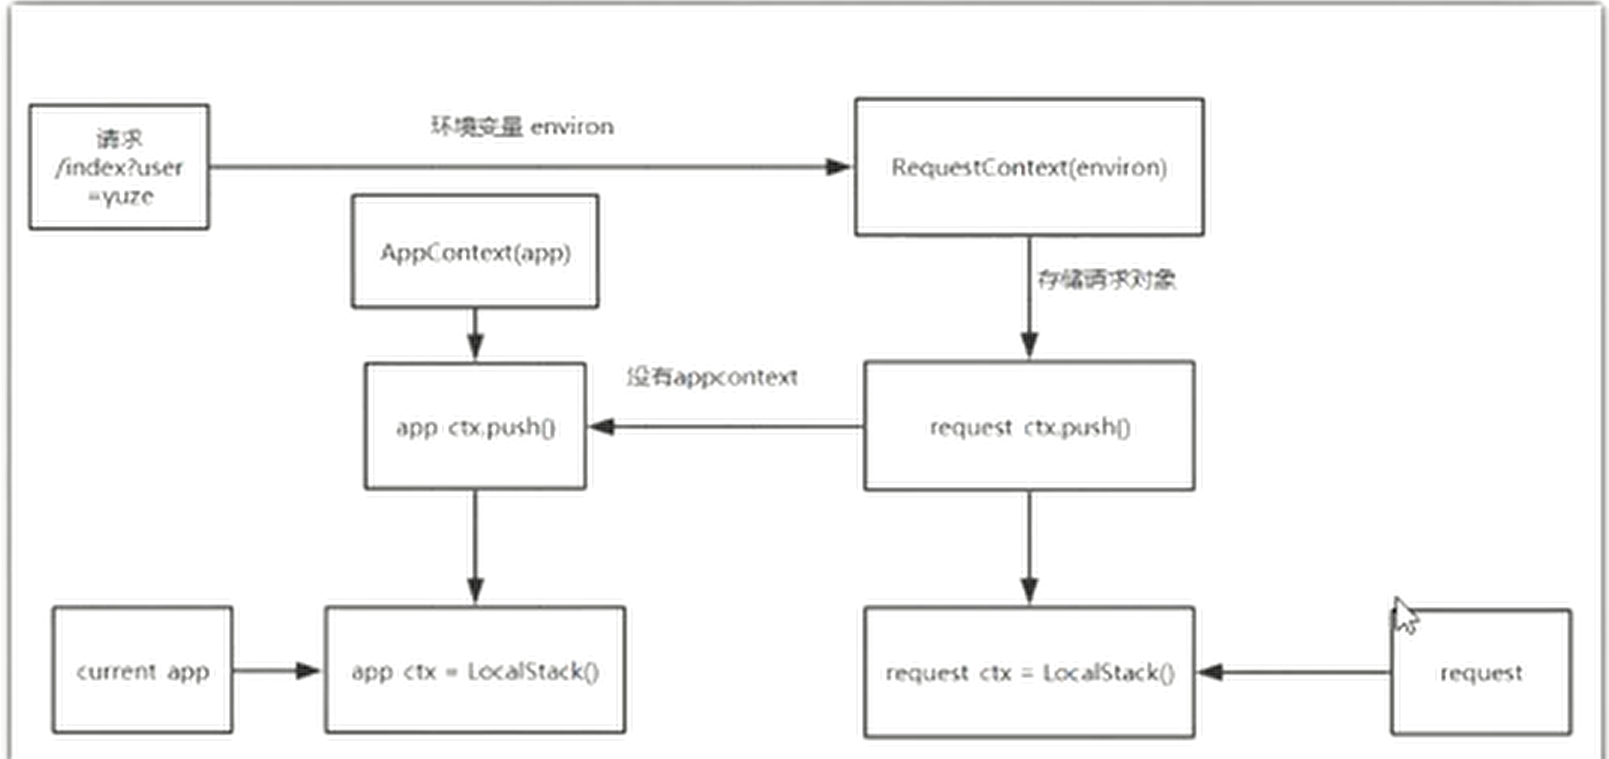 请求
/index?user
=yuze
环境变量 environ
RequestContext(environ)
AppContext(app)
存储请求对象
没有appcontext
app ctx.push()
request ctx.push()
current app
app ctx = LocalStack()
request ctx = LocalStack()
request